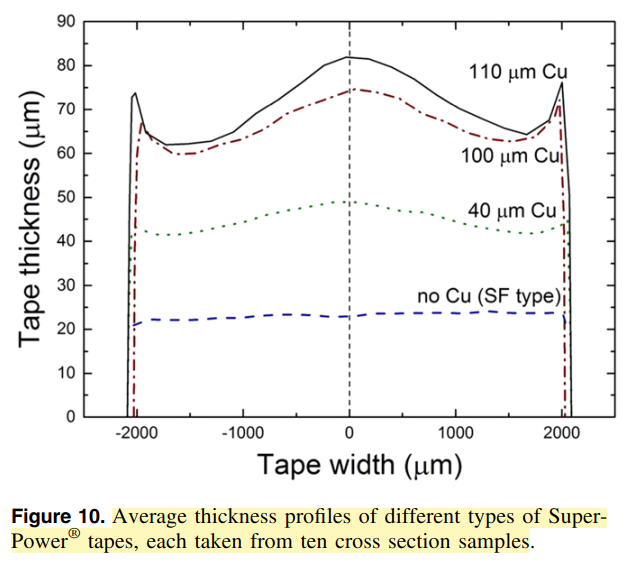 90
80
70
60
50
40
30
20
10
0
Tape thickness (μm)
110 μm Cu
100 μm Cu
40 μm Cu
no Cu (SF type)
-2000
-1000
0
1000
2000
Tape width (μm)
Figure 10. Average thickness profiles of different types of Super-
Power® tapes, each taken from ten cross section samples.